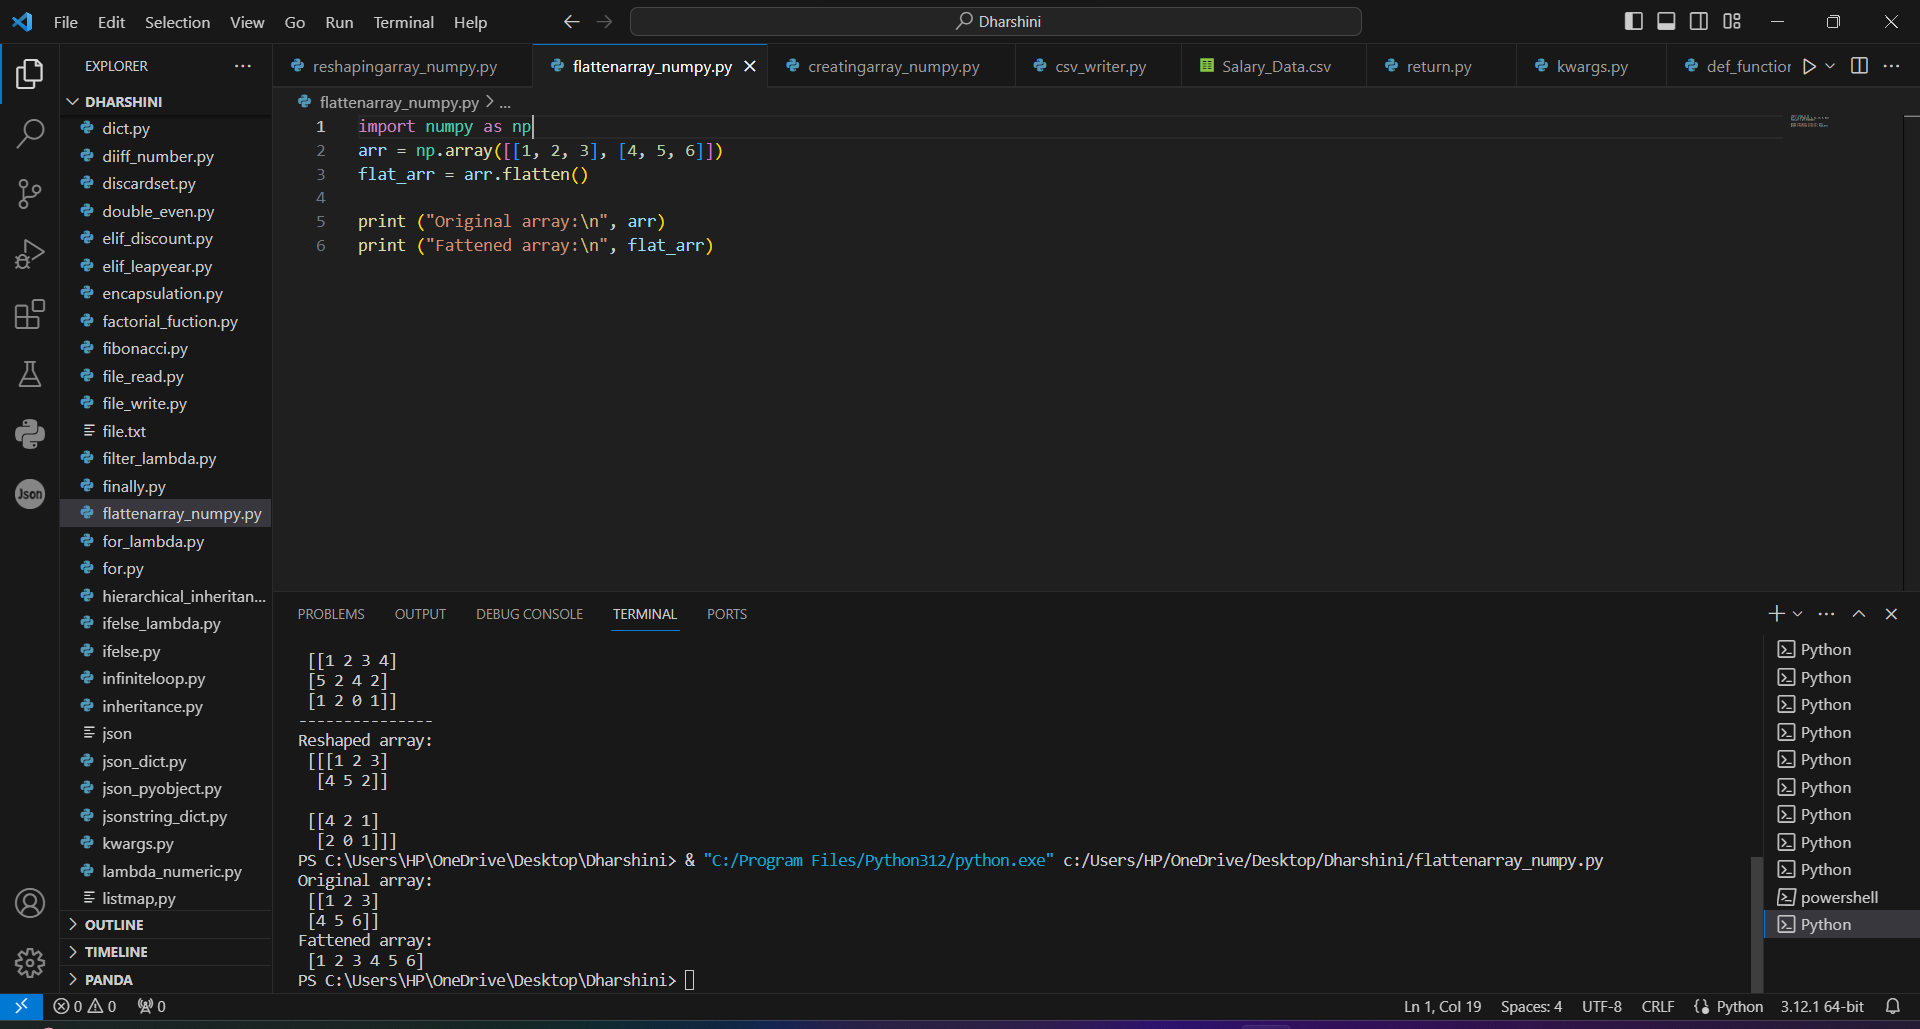 File Edit Selection View Go Run Terminal Help
Dharshini
EXPLORER
reshapingarray_numpy.py
flattenarray_numpy.py
creatingarray_numpy.py
csv_writer.py
Salary_Data.csv
return.py
kwargs.py
def_function
DHARSHINI
dict.py
diiff_number.py
discardset.py
double_even.py
elif_discount.py
elif_leapyear.py
encapsulation.py
factorial_fuction.py
fibonacci.py
file_read.py
file_write.py
file.txt
filter_lambda.py
finally.py
flattenarray_numpy.py
for_lambda.py
for.py
hierarchical_inheritan...
ifelse_lambda.py
ifelse.py
infiniteloop.py
inheritance.py
json
json_dict.py
json_pyobject.py
jsonstring_dict.py
kwargs.py
lambda_numeric.py
listmap,py
OUTLINE
TIMELINE
PANDA
Json
flattenarray_numpy.py > ...
1 import numpy as np
2 arr = np.array([[1, 2, 3], [4, 5, 6]])
3 flat_arr = arr.flatten()
4
5 print ("Original array:\n", arr)
6 print ("Fattened array:\n", flat_arr)
PROBLEMS OUTPUT DEBUG CONSOLE TERMINAL PORTS
[[1 2 3 4]
[5 2 4 2]
[1 2 0 1]]
---------------
Reshaped array:
[[[1 2 3]
[4 5 2]]
[[4 2 1]
[2 0 1]]]
PS C:\Users\HP\OneDrive\Desktop\Dharshini> & "C:/Program Files/Python312/python.exe" c:/Users/HP/OneDrive/Desktop/Dharshini/flattenarray_numpy.py
Original array:
[[1 2 3]
[4 5 6]]
Fattened array:
[1 2 3 4 5 6]
PS C:\Users\HP\OneDrive\Desktop\Dharshini>
Python
Python
Python
Python
Python
Python
Python
Python
Python
powershell
Python
0 0 0
Ln 1, Col 19 Spaces: 4 UTF-8 CRLF {} Python 3.12.1 64-bit